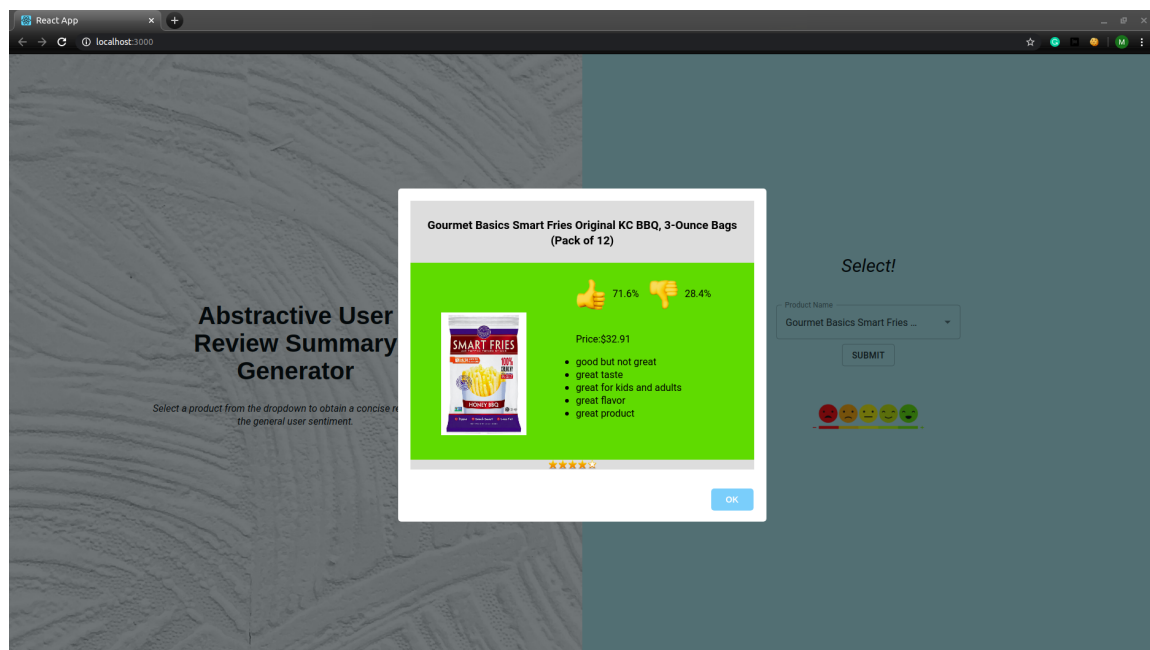 React App
localhost:3000
M
Abstractive User
Review Summary
Generator
Select a product from the dropdown to obtain a concise re
the general user sentiment.
Gourmet Basics Smart Fries Original KC BBQ, 3-Ounce Bags
(Pack of 12)
71.6%
28.4%
SMART FRIES
100%
HONEY BBQ
Price:$32.91
good but not great
great taste
great for kids and adults
great flavor
great product
OK
Select!
Product Name
Gourmet Basics Smart Fries ...
SUBMIT